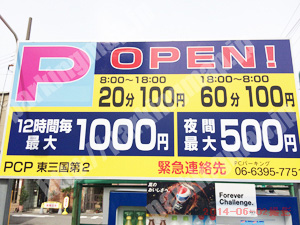 P OPEN!
8:00~18:00 18:00~8:00
20分100円 60分100円
12時間毎 最大 1000円 夜間 最大 500円
PCP 東三国第2 緊急連絡先 PCパーキング 06-6395-7751
Forever
Challenge.